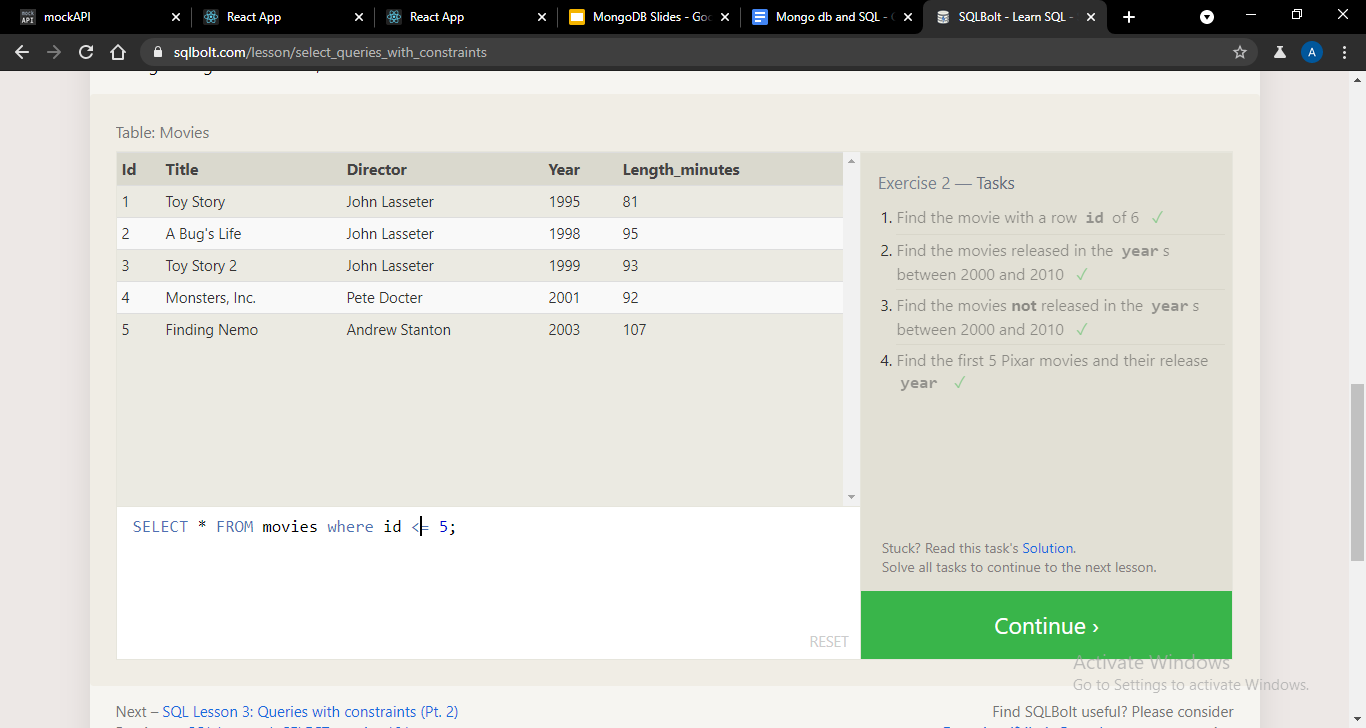 mockAPI
React App
React App
MongoDB Slides - Goo
Mongo db and SQL -
SQLBolt - Learn SQL -
sqlbolt.com/lesson/select_queries_with_constraints
A
Table: Movies
Id Title Director Year Length_minutes
1 Toy Story John Lasseter 1995 81
2 A Bug's Life John Lasseter 1998 95
3 Toy Story 2 John Lasseter 1999 93
4 Monsters, Inc. Pete Docter 2001 92
5 Finding Nemo Andrew Stanton 2003 107
SELECT * FROM movies where id <= 5;
RESET
Exercise 2 — Tasks
1. Find the movie with a row id of 6 ✓
2. Find the movies released in the year s
between 2000 and 2010 ✓
3. Find the movies not released in the year s
between 2000 and 2010 ✓
4. Find the first 5 Pixar movies and their release
year ✓
Stuck? Read this task's Solution.
Solve all tasks to continue to the next lesson.
Continue ›
Activate Windows
Go to Settings to activate Windows.
Next – SQL Lesson 3: Queries with constraints (Pt. 2)
Find SQLBolt useful? Please consider